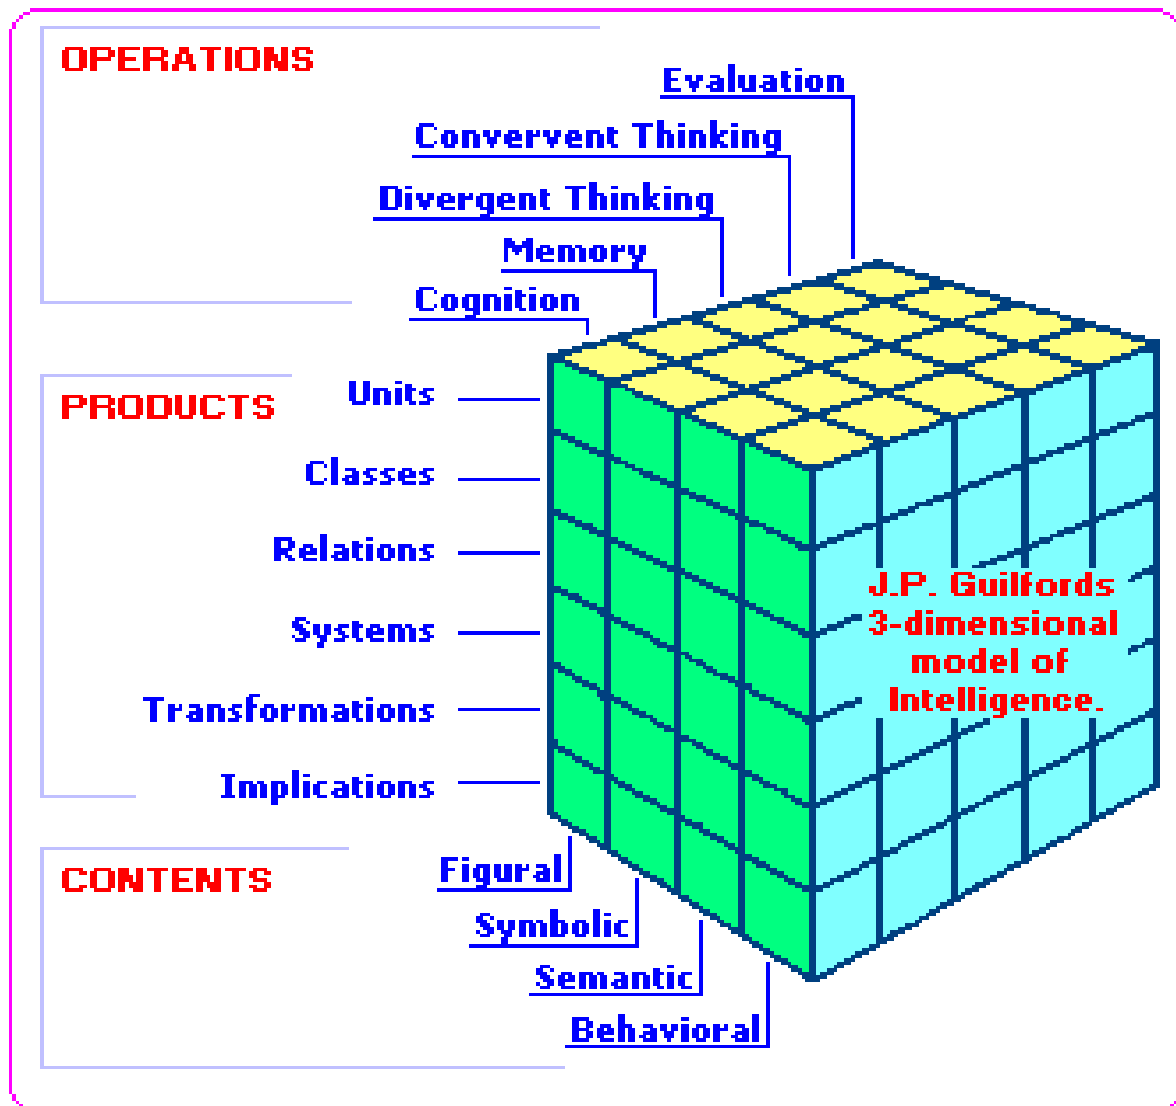 OPERATIONS
Evaluation
Convervent Thinking
Divergent Thinking
Memory
Cognition
PRODUCTS
Units
Classes
Relations
Systems
Transformations
Implications
J.P. Guilfords
3-dimensional
model of
Intelligence.
CONTENTS
Figural
Symbolic
Semantic
Behavioral